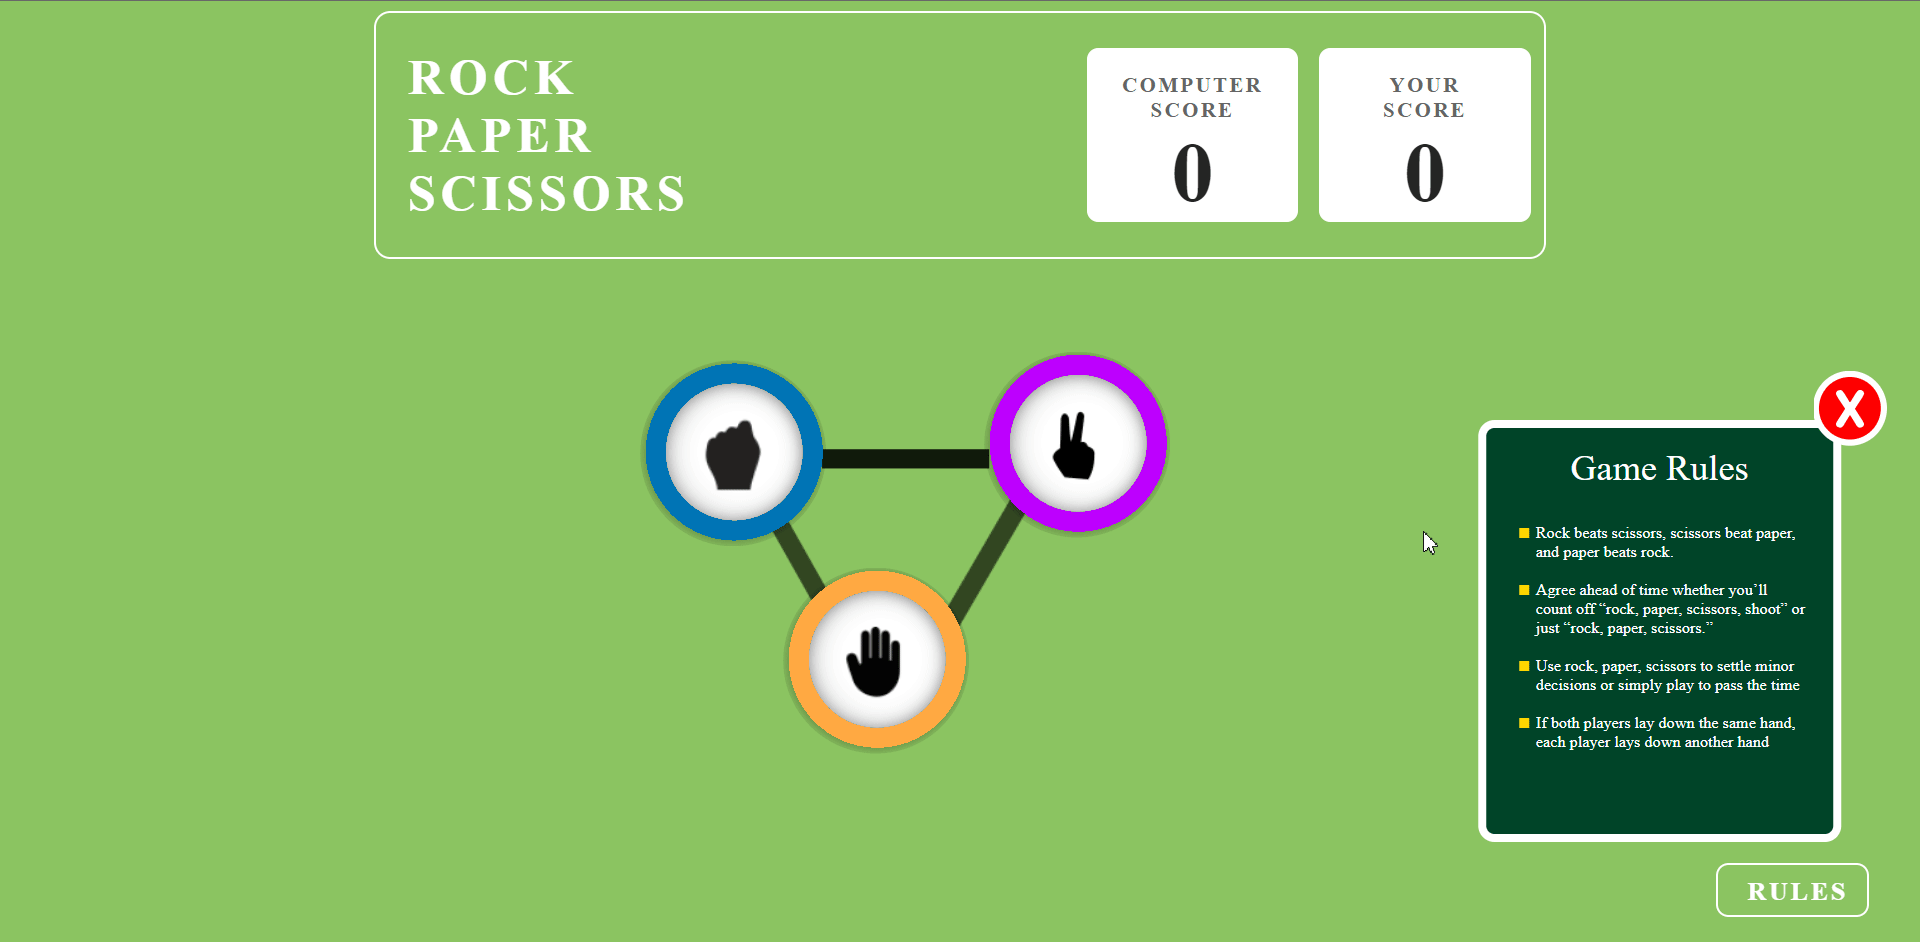 ROCK
PAPER
SCISSORS
COMPUTER
SCORE
0
YOUR
SCORE
0
X
Game Rules
Rock beats scissors, scissors beat paper,
and paper beats rock.
Agree ahead of time whether you’ll
count off “rock, paper, scissors, shoot” or
just “rock, paper, scissors.”
Use rock, paper, scissors to settle minor
decisions or simply play to pass the time
If both players lay down the same hand,
each player lays down another hand
RULES